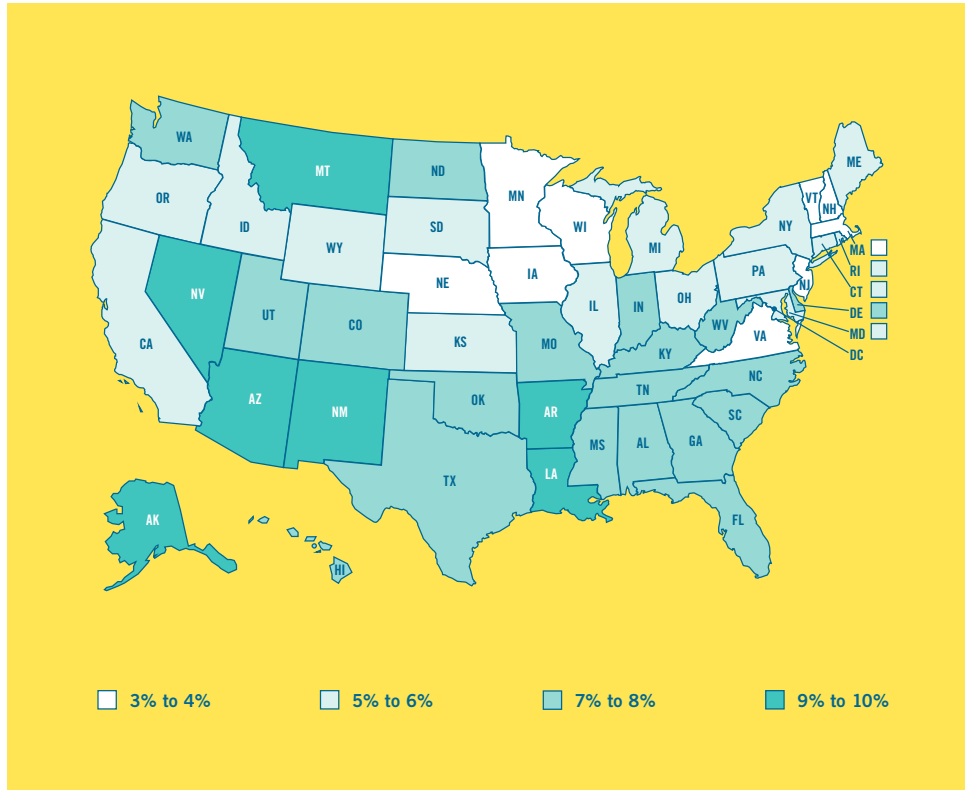 WA
MT
ND
MN
ME
OR
ID
WY
SD
WI
MI
NY
VT
NH
MA
RI
CT
DE
MD
DC
NV
UT
CO
NE
IA
IL
IN
OH
PA
NJ
CA
KS
MO
KY
WV
VA
AZ
NM
OK
AR
TN
NC
TX
LA
MS
AL
GA
SC
FL
AK
HI
3% to 4%
5% to 6%
7% to 8%
9% to 10%